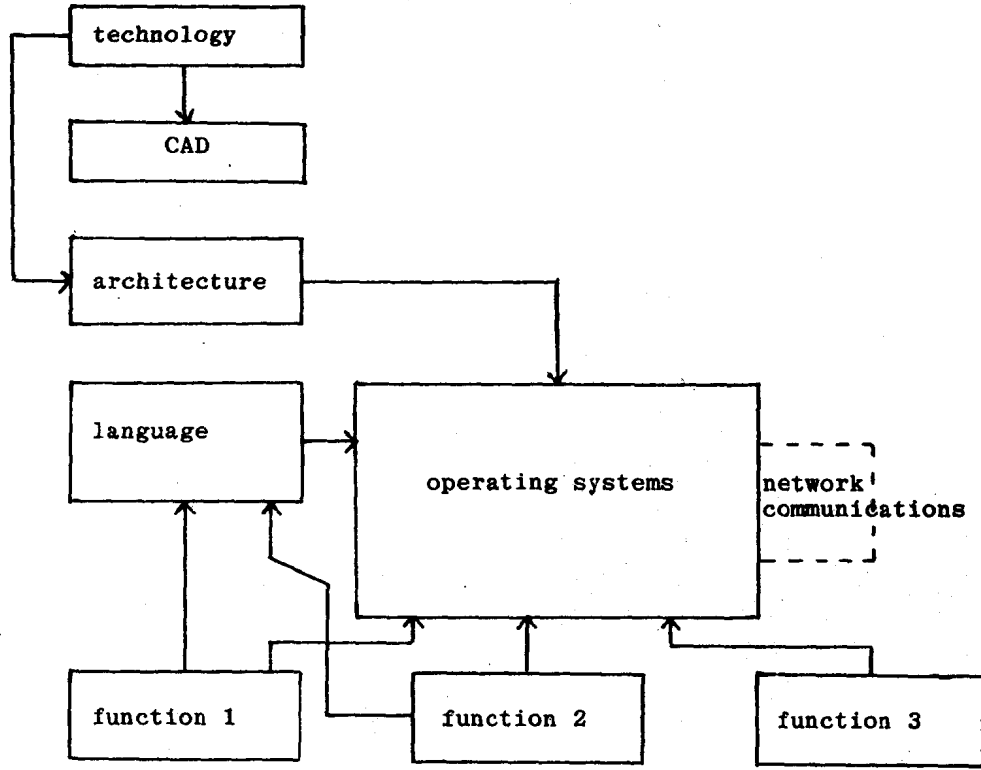 technology
CAD
architecture
language
operating systems
network
communications
function 1
function 2
function 3